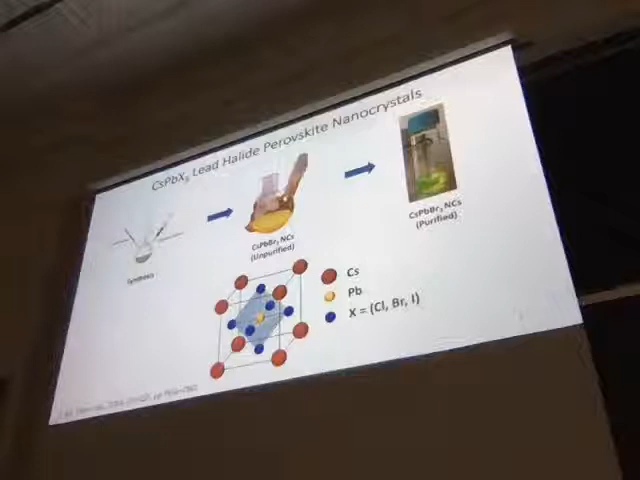 CsPbX₃ Lead Halide Perovskite Nanocrystals
Synthesis
CsPbBr₃ NCs
(Unpurified)
CsPbBr₃ NCs
(Purified)
Cs
Pb
X = (Cl, Br, I)